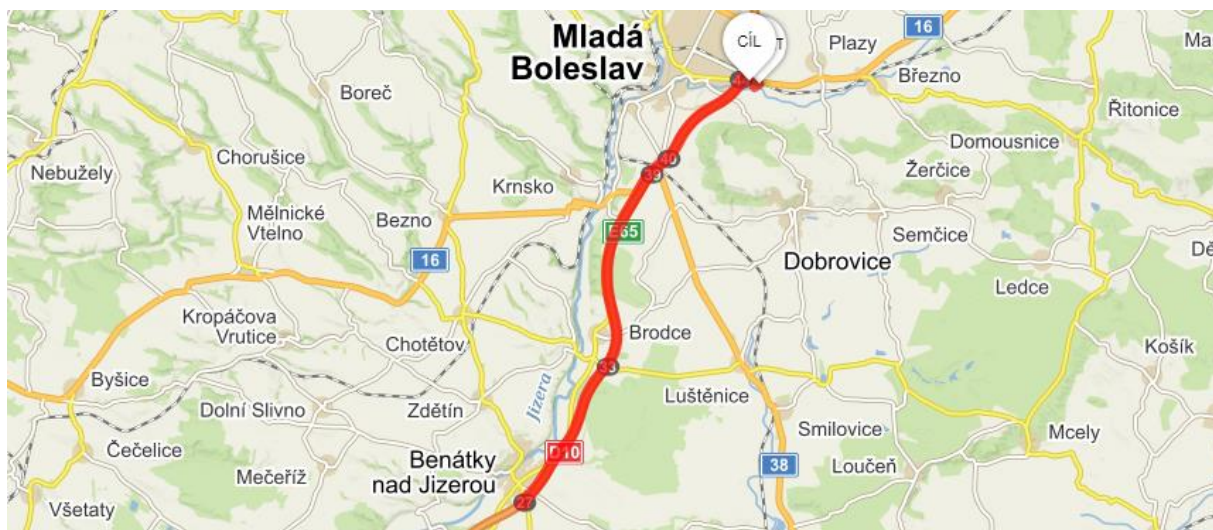 Mladá
Boleslav
CÍL
T
Plazy
16
Ma
Březno
Řitonice
Boreč
Domousnice
Nebužely
Chorušice
Krnsko
40
39
Žerčice
Mělnické
Vtelno
Bezno
E65
Semčice
Dě
16
Dobrovice
Ledce
Kropáčova
Vrutice
Chotětov
Brodce
Košík
33
Byšice
Dolní Slivno
Zdětín
Jizera
Luštěnice
Smilovice
Mcely
Čečelice
Mečeříž
Benátky
nad Jizerou
D10
38
Loučeň
27
Všetaty